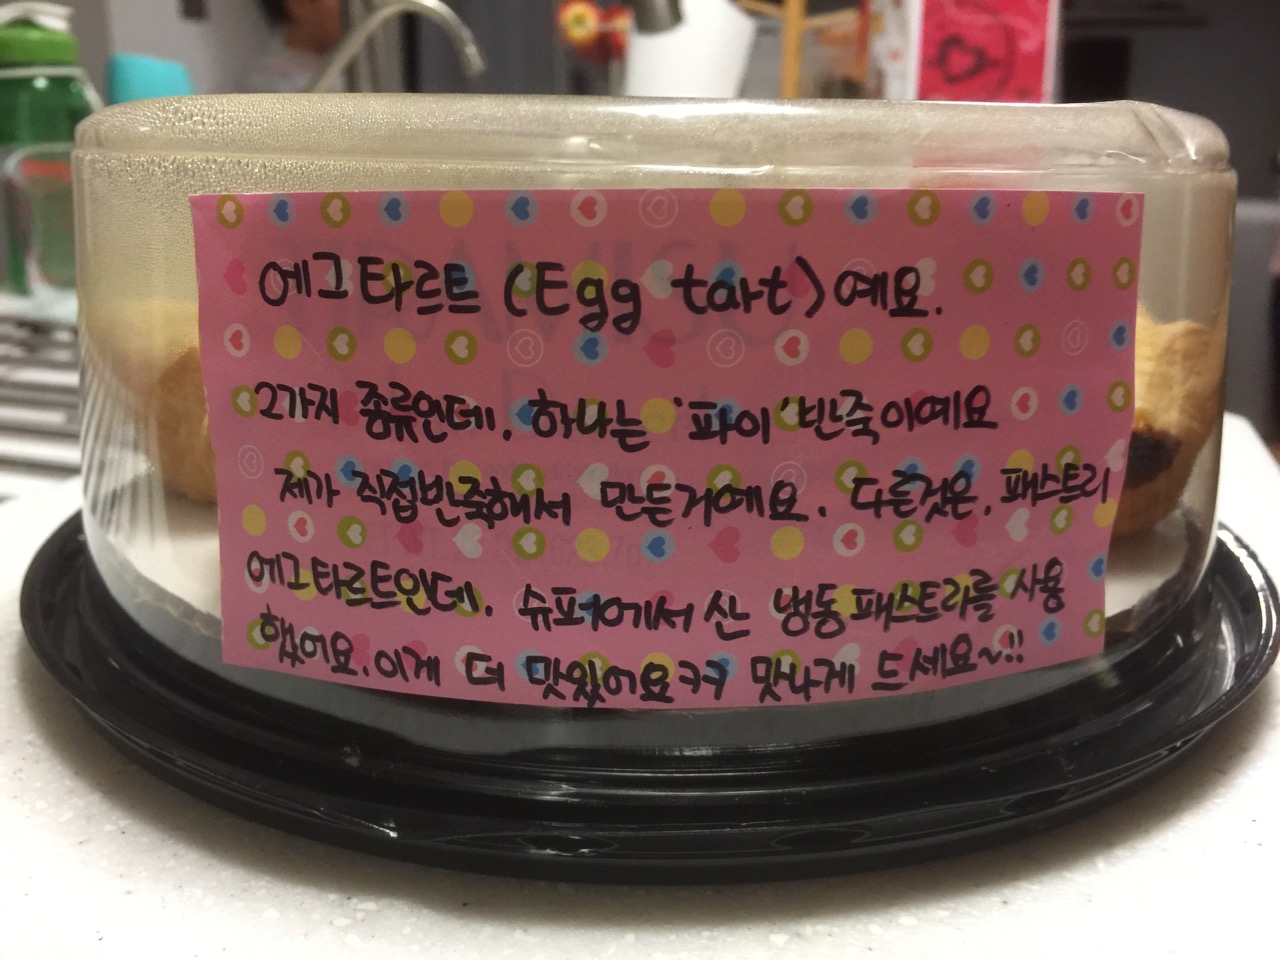 에그타르트 (Egg tart) 예요.
2가지 종류인데, 하나는 '파이' 반죽이예요
제가 직접반죽해서 만든거예요. 다른것은, 패스트리
에그타르트인데, 슈퍼에서 산 냉동패스트리를 사용
했어요. 이게 더 맛있어요ㅋㅋ 맛나게 드세요~!!